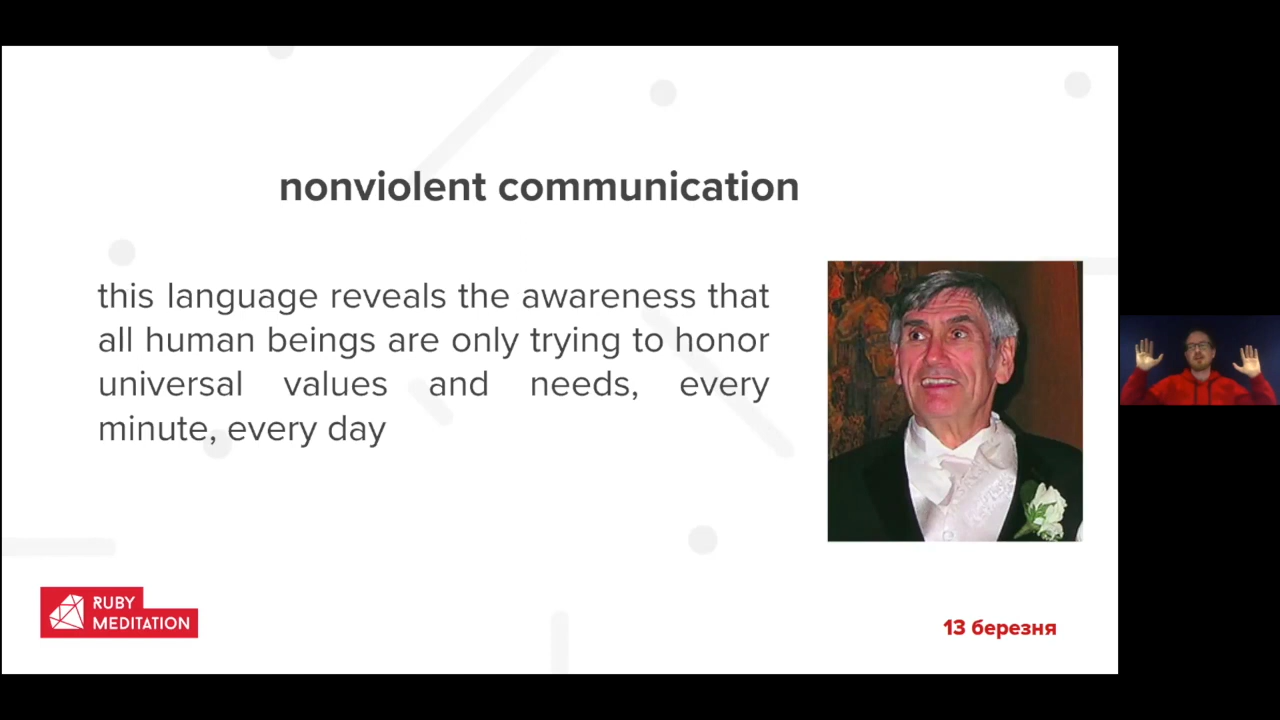 nonviolent communication
this language reveals the awareness that
all human beings are only trying to honor
universal values and needs, every
minute, every day
RUBY
MEDITATION
13 березня